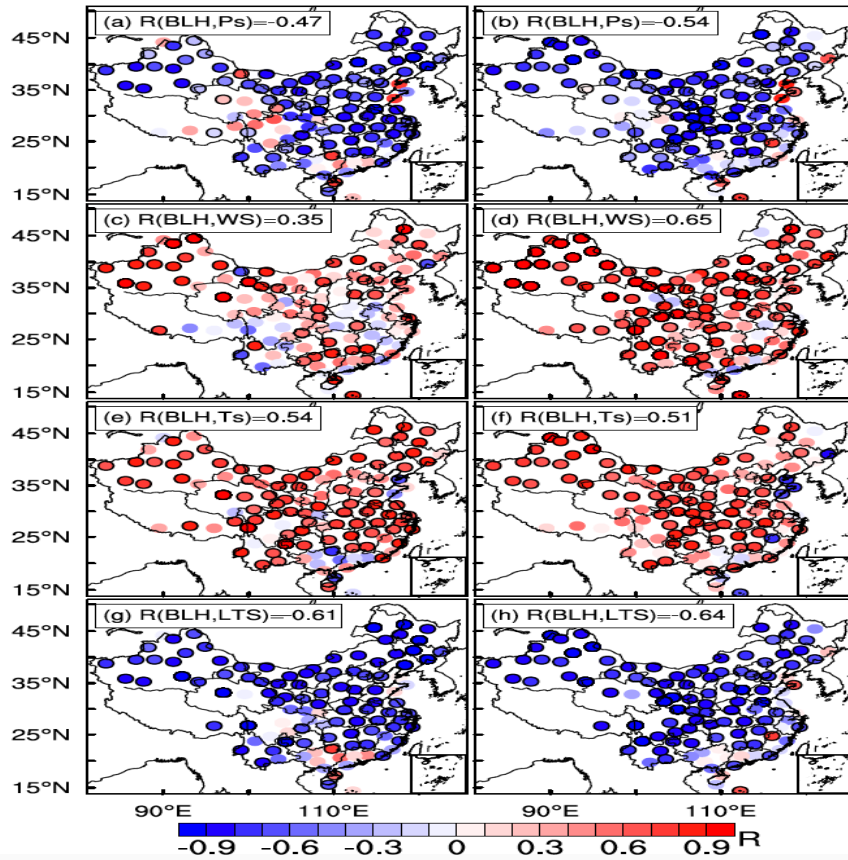 (a) R(BLH,Ps)=-0.47
(b) R(BLH,Ps)=-0.54
45°N
35°N
25°N
15°N
(c) R(BLH,WS)=0.35
(d) R(BLH,WS)=0.65
45°N
35°N
25°N
15°N
(e) R(BLH,Ts)=0.54
(f) R(BLH,Ts)=0.51
45°N
35°N
25°N
15°N
(g) R(BLH,LTS)=-0.61
(h) R(BLH,LTS)=-0.64
45°N
35°N
25°N
15°N
90°E 110°E 90°E 110°E
-0.9 -0.6 -0.3 0 0.3 0.6 0.9 R